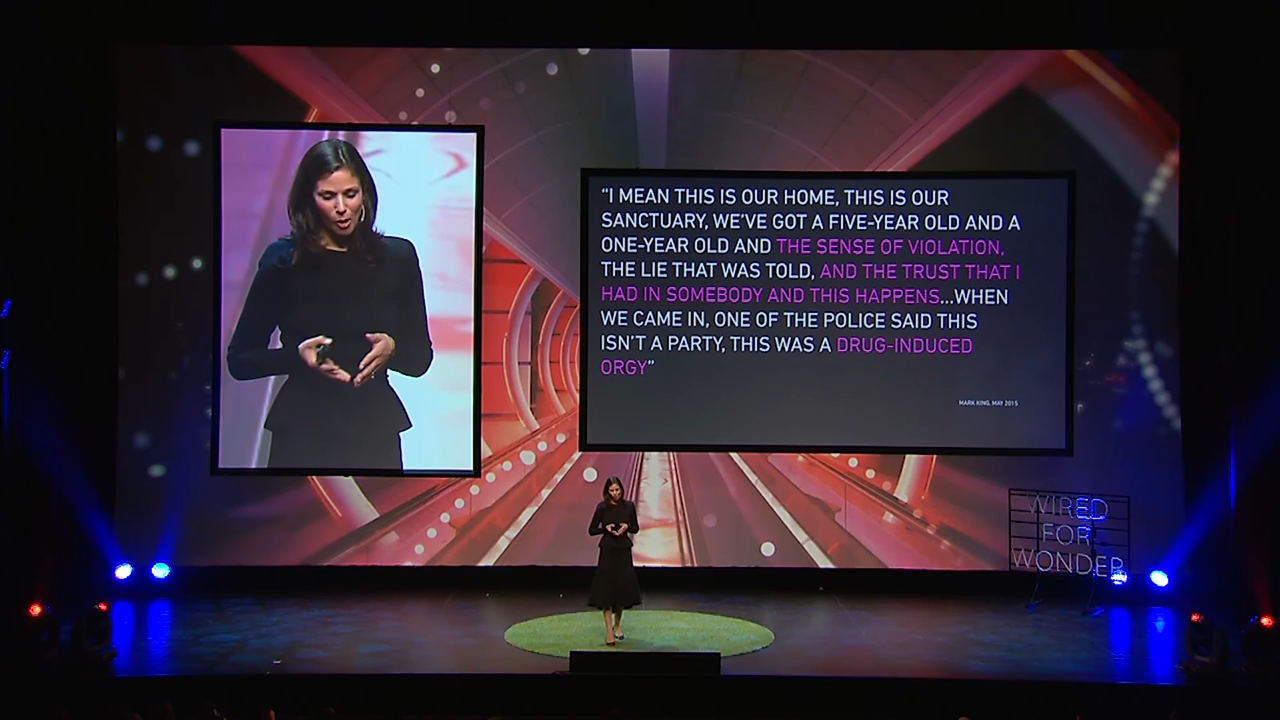 “I MEAN THIS IS OUR HOME, THIS IS OUR
SANCTUARY, WE’VE GOT A FIVE-YEAR OLD AND A
ONE-YEAR OLD AND THE SENSE OF VIOLATION,
THE LIE THAT WAS TOLD, AND THE TRUST THAT I
HAD IN SOMEBODY AND THIS HAPPENS...WHEN
WE CAME IN, ONE OF THE POLICE SAID THIS
ISN’T A PARTY, THIS WAS A DRUG-INDUCED
ORGY”
MARK KING, MAY 2015
WIRED
FOR
WONDER